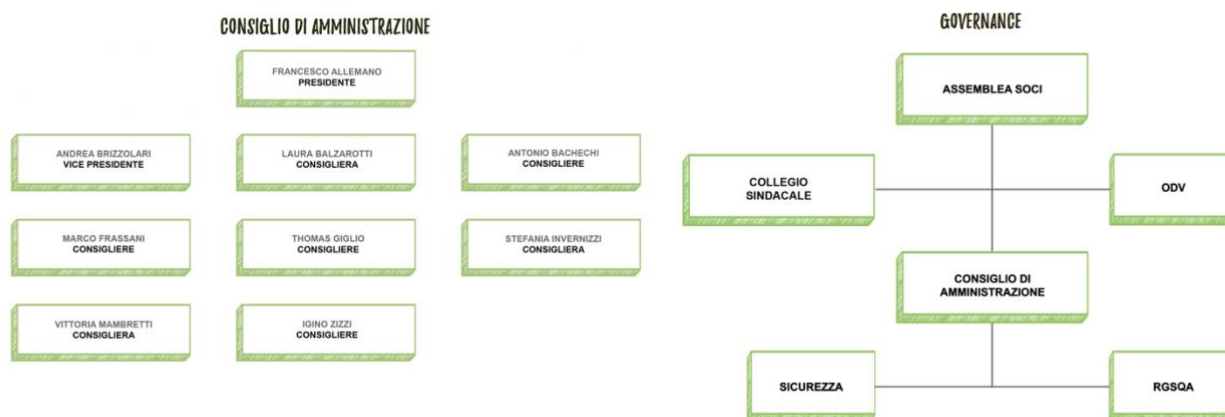 CONSIGLIO DI AMMINISTRAZIONE
FRANCESCO ALLEMANO
PRESIDENTE
ANDREA BRIZZOLARI
VICE PRESIDENTE
LAURA BALZAROTTI
CONSIGLIERA
ANTONIO BACHECHI
CONSIGLIERE
MARCO FRASSANI
CONSIGLIERE
THOMAS GIGLIO
CONSIGLIERE
STEFANIA INVERNIZZI
CONSIGLIERA
VITTORIA MAMBRETTI
CONSIGLIERA
IGINO ZIZZI
CONSIGLIERE
GOVERNANCE
ASSEMBLEA SOCI
COLLEGIO
SINDACALE
ODV
CONSIGLIO DI
AMMINISTRAZIONE
SICUREZZA
RGSQA